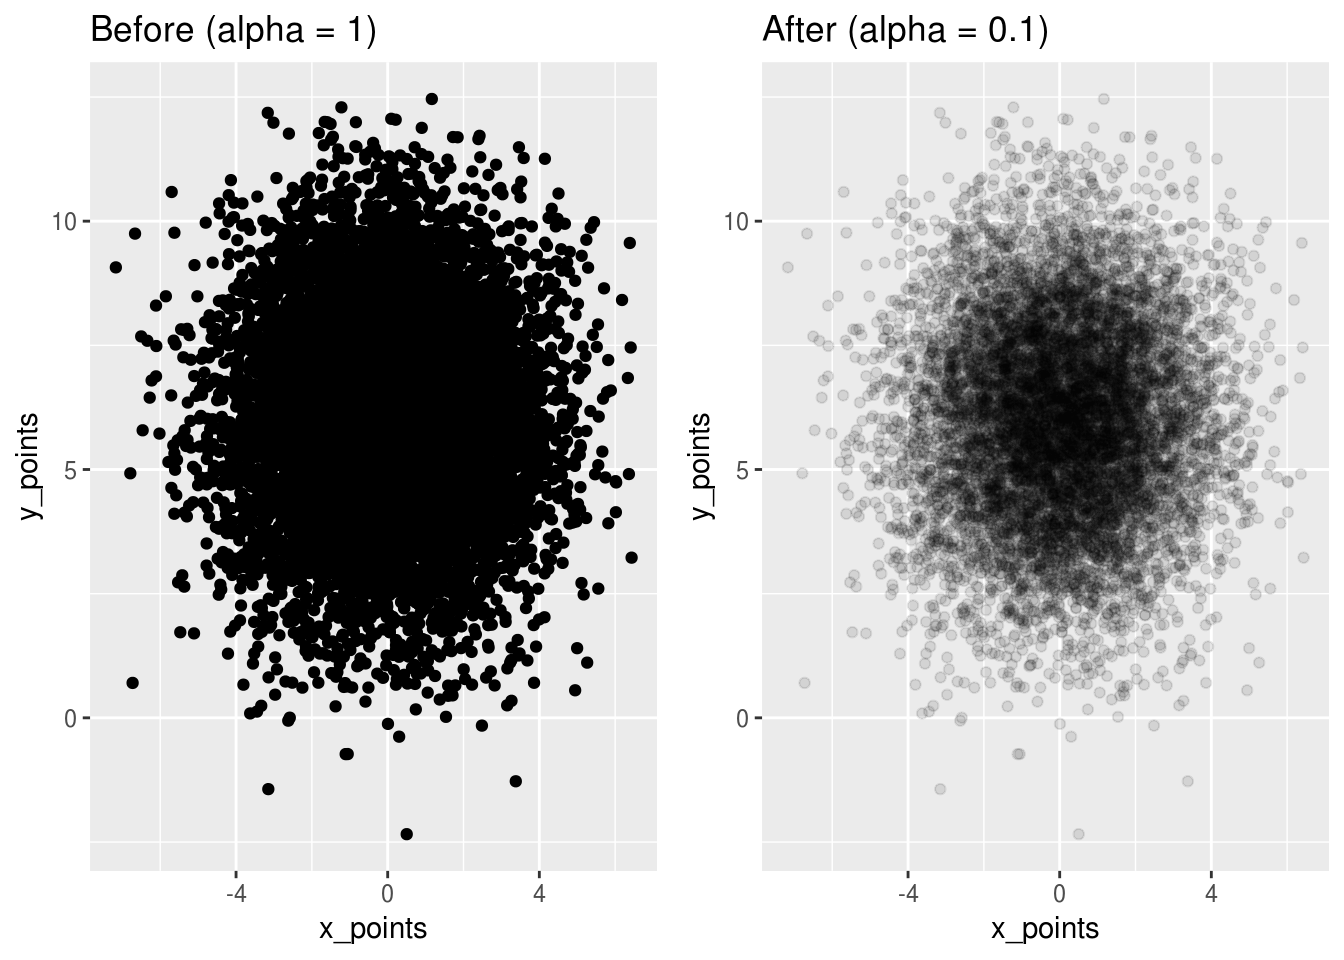 Before (alpha = 1)
y_points
10
5
0
-4
0
4
x_points
After (alpha = 0.1)
y_points
10
5
0
-4
0
4
x_points